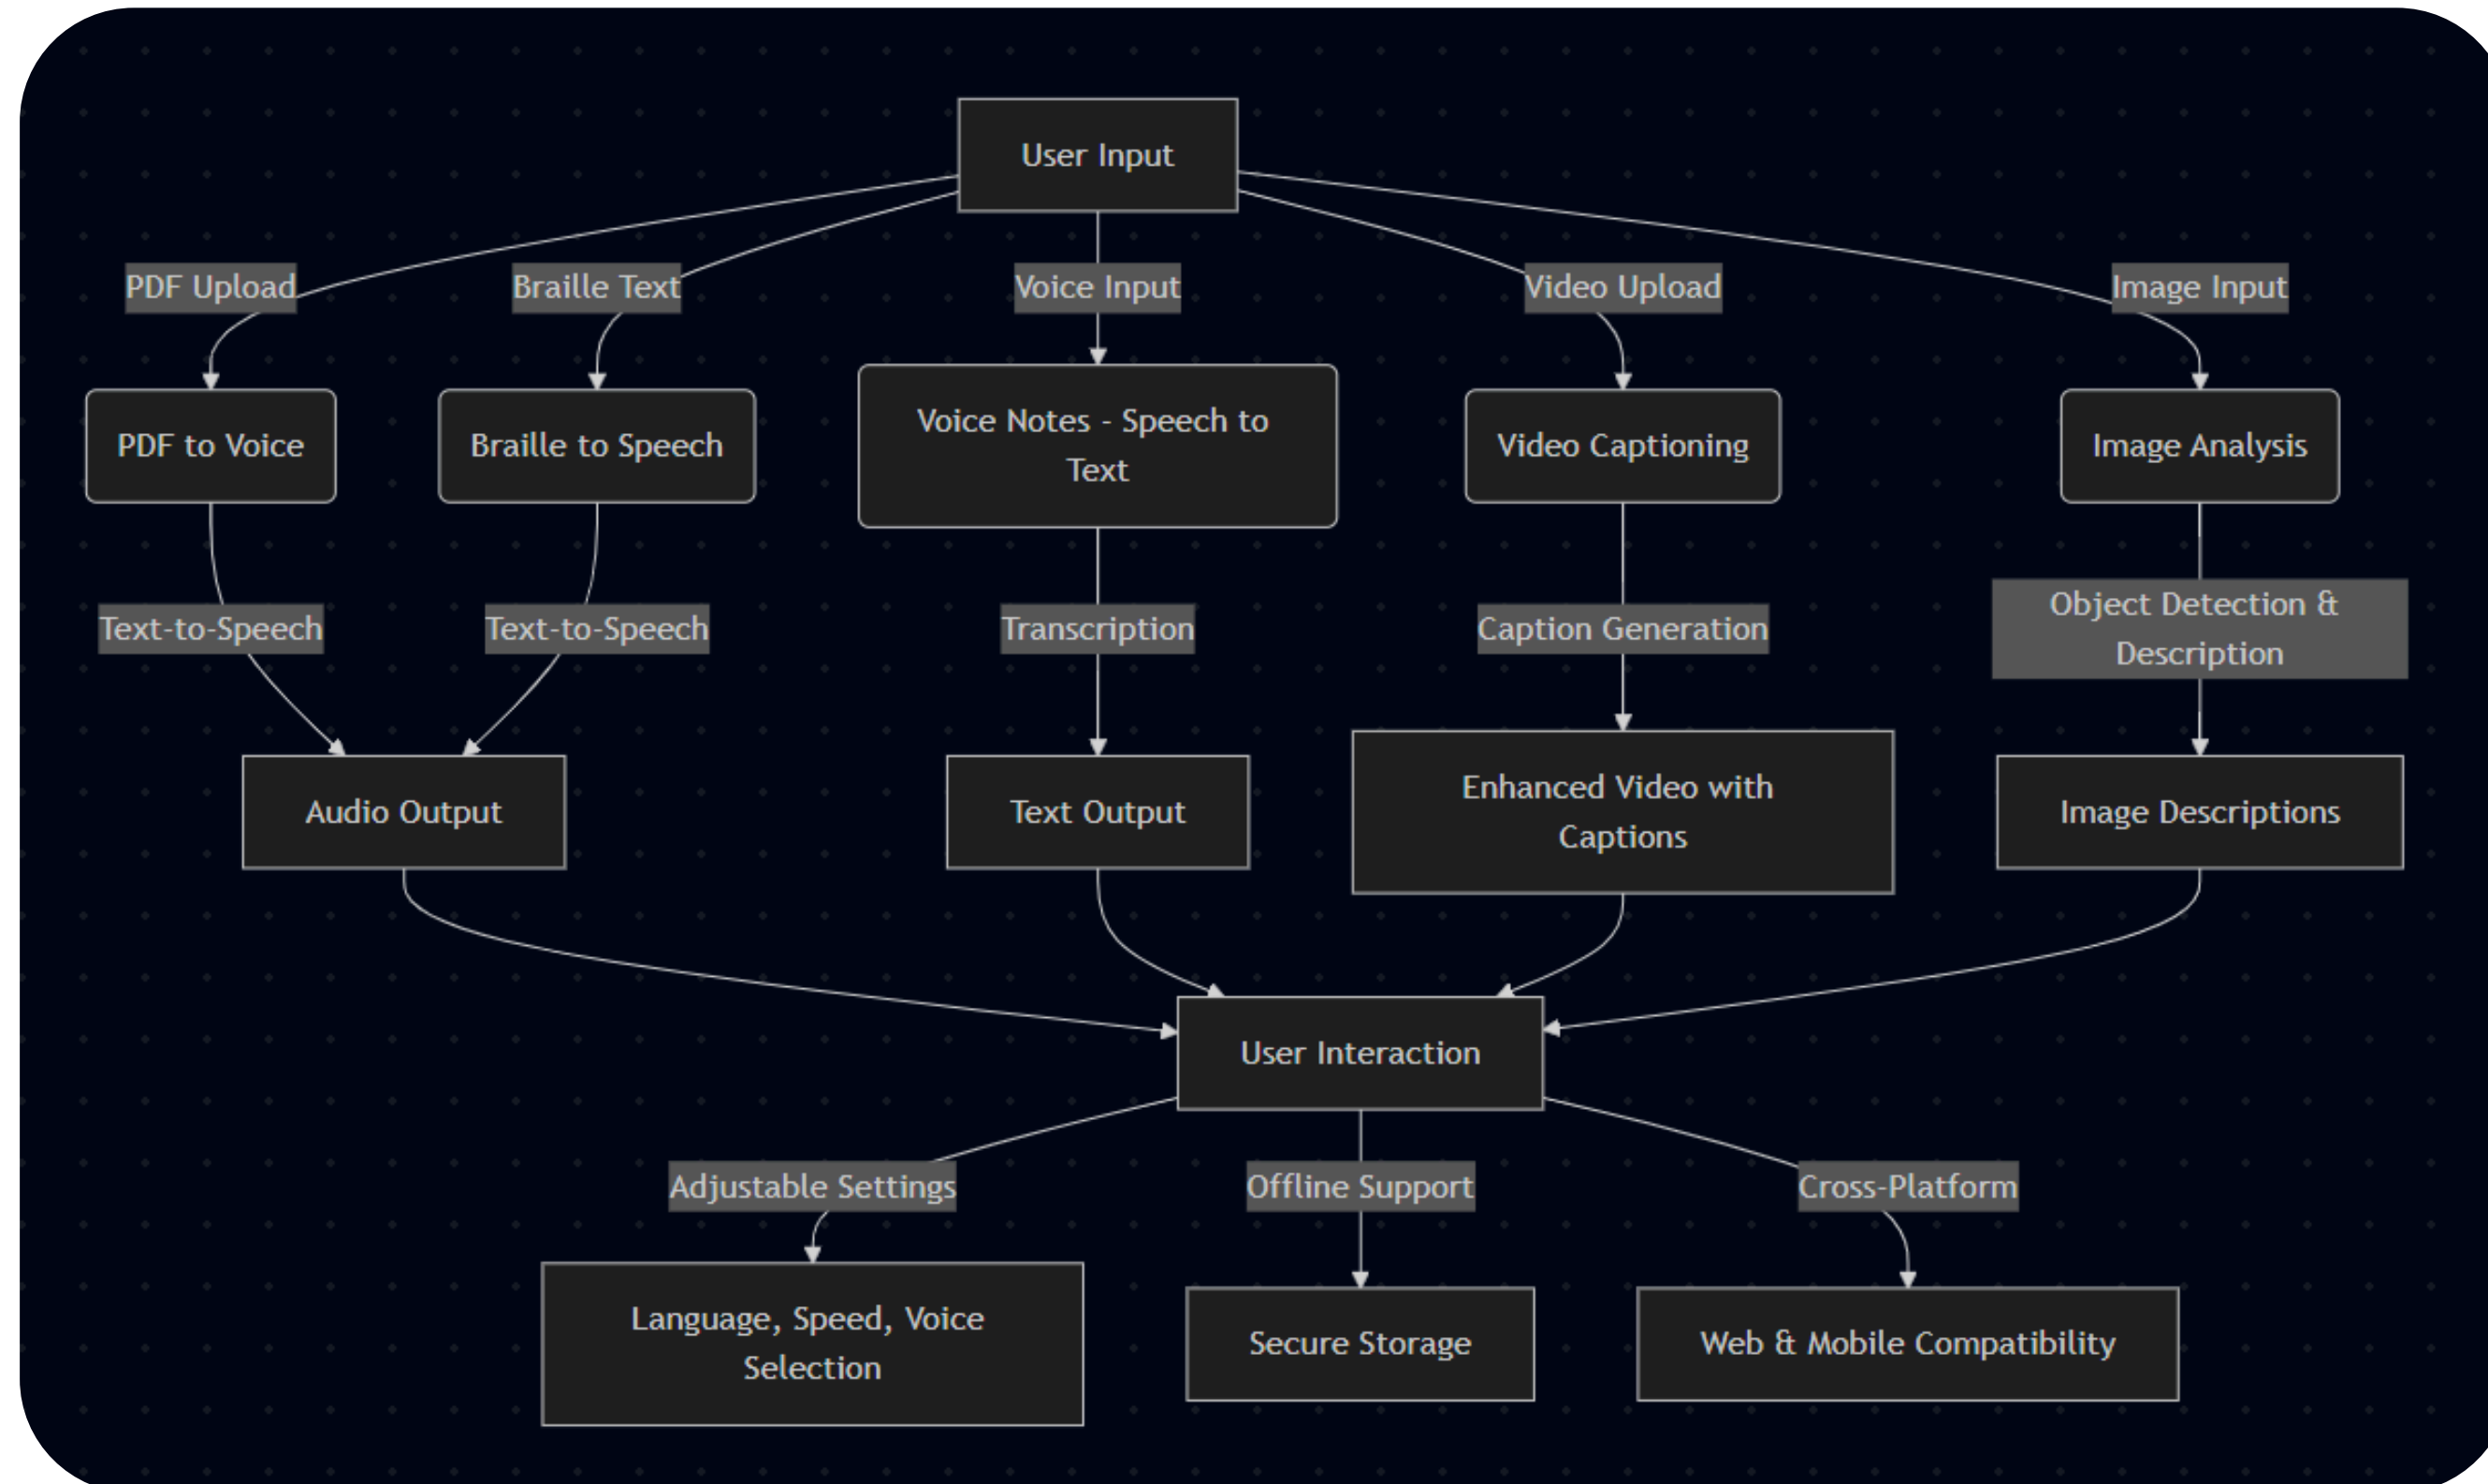 User Input
PDF Upload
Braille Text
Voice Input
Video Upload
Image Input
PDF to Voice
Braille to Speech
Voice Notes - Speech to
Text
Video Captioning
Image Analysis
Text-to-Speech
Text-to-Speech
Transcription
Caption Generation
Object Detection &
Description
Audio Output
Text Output
Enhanced Video with
Captions
Image Descriptions
User Interaction
Adjustable Settings
Offline Support
Cross-Platform
Language, Speed, Voice
Selection
Secure Storage
Web & Mobile Compatibility